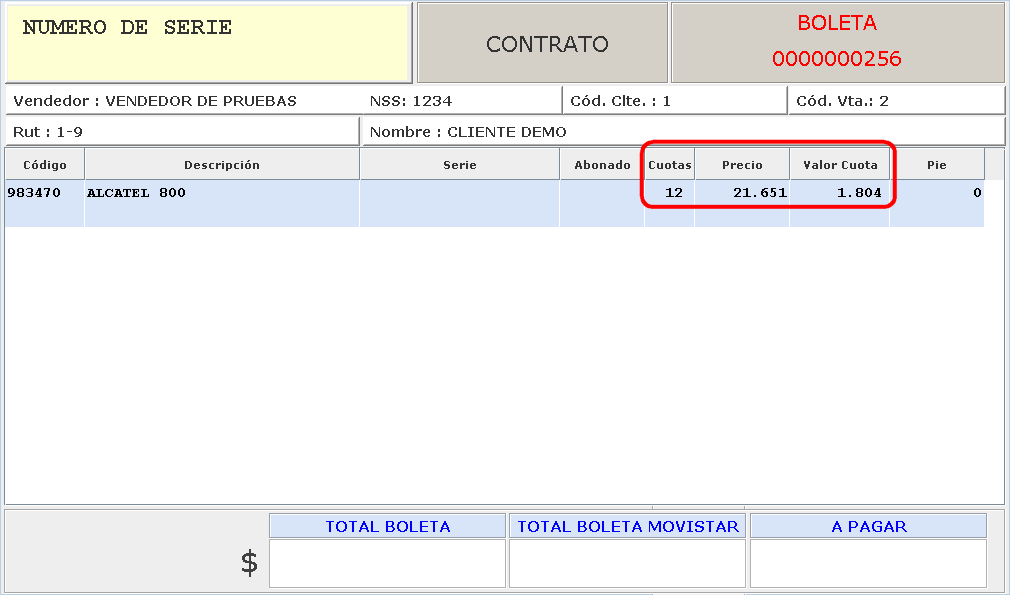 NUMERO DE SERIE
CONTRATO
BOLETA
0000000256
Vendedor : VENDEDOR DE PRUEBAS NSS: 1234 Cód. Clte. : 1 Cód. Vta.: 2
Rut : 1-9 Nombre : CLIENTE DEMO
Código Descripción Serie Abonado Cuotas Precio Valor Cuota Pie
983470 ALCATEL 800 12 21.651 1.804 0
TOTAL BOLETA TOTAL BOLETA MOVISTAR A PAGAR
$